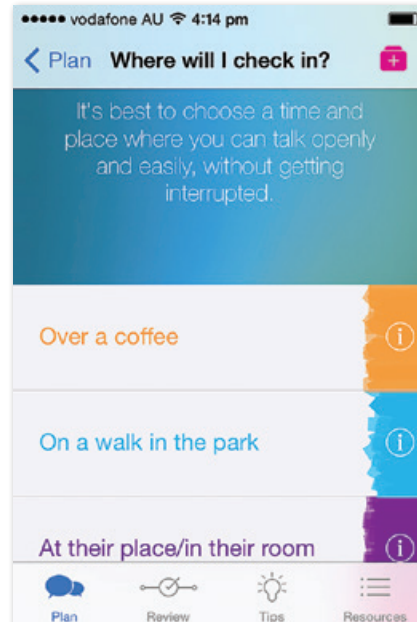 vodafone AU 4:14 pm
Plan Where will I check in?
It's best to choose a time and
place where you can talk openly
and easily, without getting
interrupted.
Over a coffee
On a walk in the park
At their place/in their room
Plan Review Tips Resources